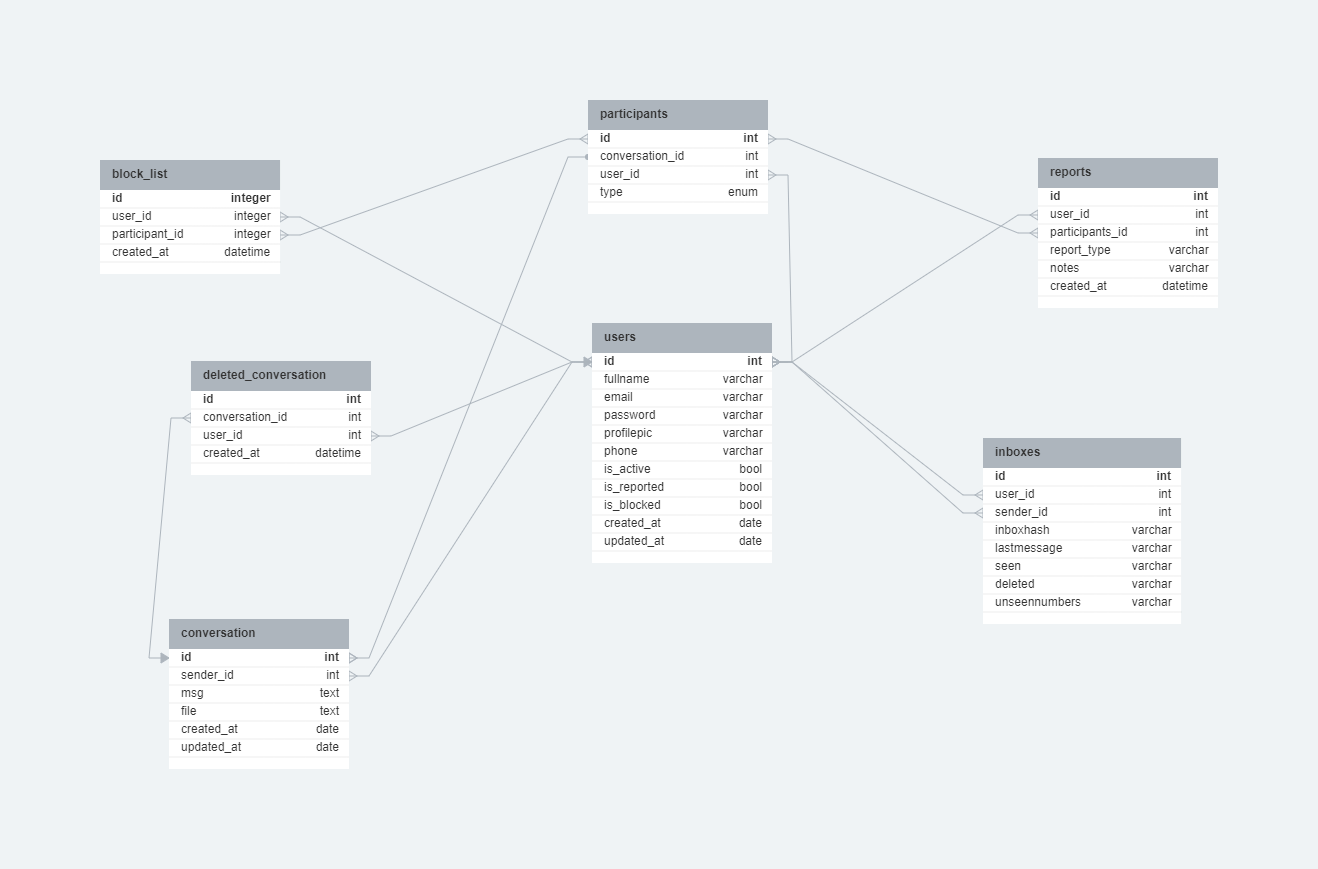 participants
id int
conversation_id int
user_id int
type enum
block_list
id integer
user_id integer
participant_id integer
created_at datetime
reports
id int
user_id int
participants_id int
report_type varchar
notes varchar
created_at datetime
users
id int
fullname varchar
email varchar
password varchar
profilepic varchar
phone varchar
is_active bool
is_reported bool
is_blocked bool
created_at date
updated_at date
deleted_conversation
id int
conversation_id int
user_id int
created_at datetime
inboxes
id int
user_id int
sender_id int
inboxhash varchar
lastmessage varchar
seen varchar
deleted varchar
unseennumbers varchar
conversation
id int
sender_id int
msg text
file text
created_at date
updated_at date